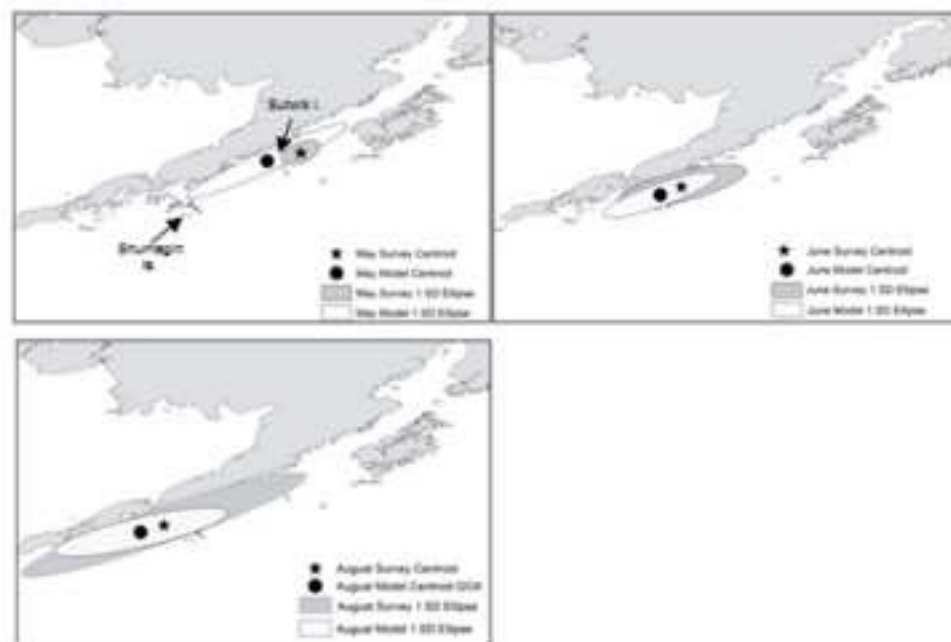 Sutwik I.
Shumagin
Is.
May Survey Centroid
May Model Centroid
May Survey 1 SD Ellipse
May Model 1 SD Ellipse
June Survey Centroid
June Model Centroid
June Survey 1 SD Ellipse
June Model 1 SD Ellipse
August Survey Centroid
August Model Centroid
August Survey 1 SD Ellipse
August Model 1 SD Ellipse